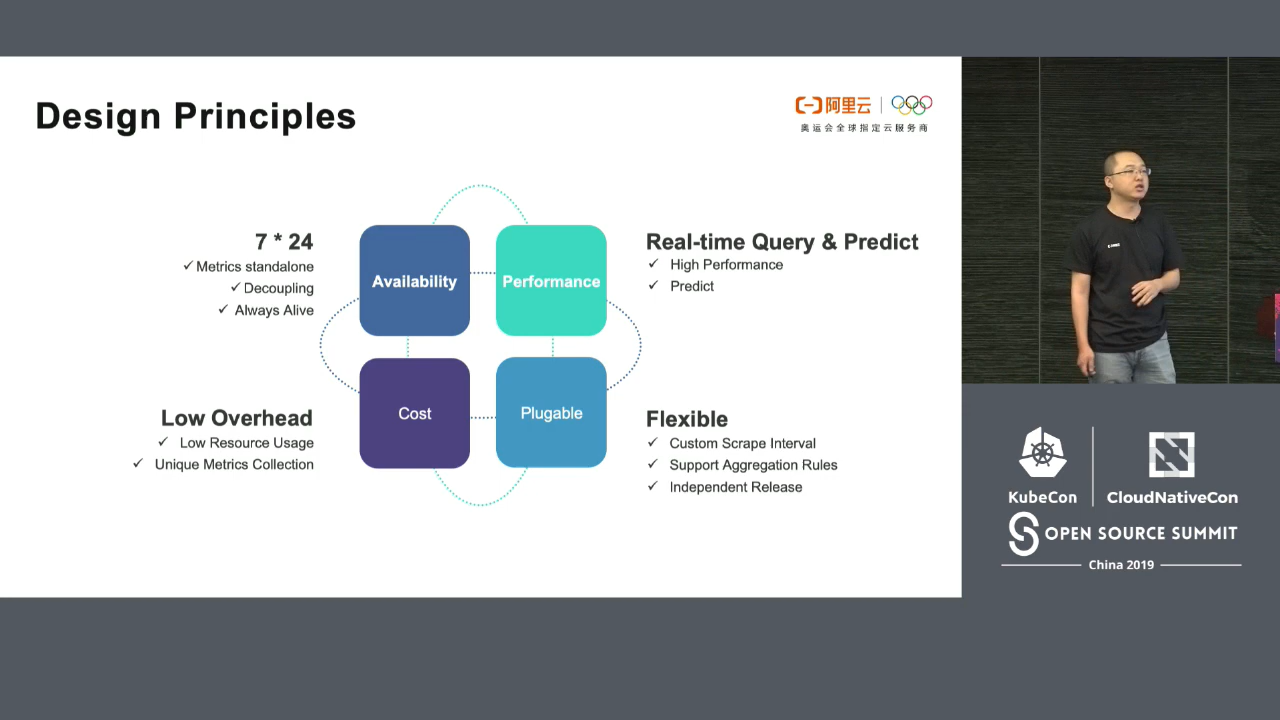 Design Principles
阿里云
奥运会全球指定云服务商
7 * 24
✓ Metrics standalone
✓ Decoupling
✓ Always Alive
Availability
Performance
Real-time Query & Predict
✓ High Performance
✓ Predict
Low Overhead
✓ Low Resource Usage
✓ Unique Metrics Collection
Cost
Plugable
Flexible
✓ Custom Scrape Interval
✓ Support Aggregation Rules
✓ Independent Release
KubeCon
CloudNativeCon
OPEN SOURCE SUMMIT
China 2019